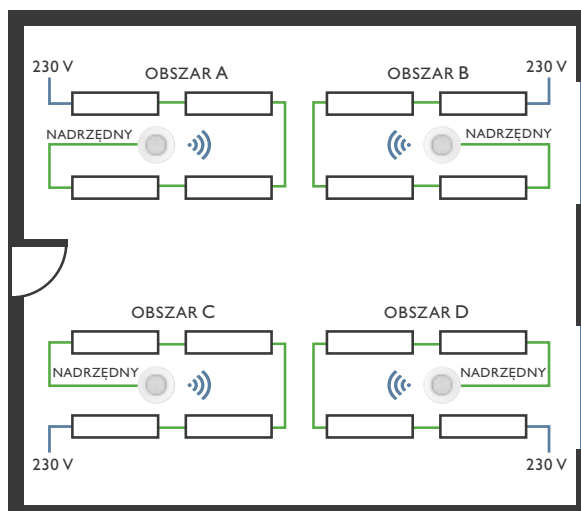 230 V
OBSZAR A
OBSZAR B
230 V
NADRZĘDNY
NADRZĘDNY
OBSZAR C
OBSZAR D
NADRZĘDNY
NADRZĘDNY
230 V
230 V